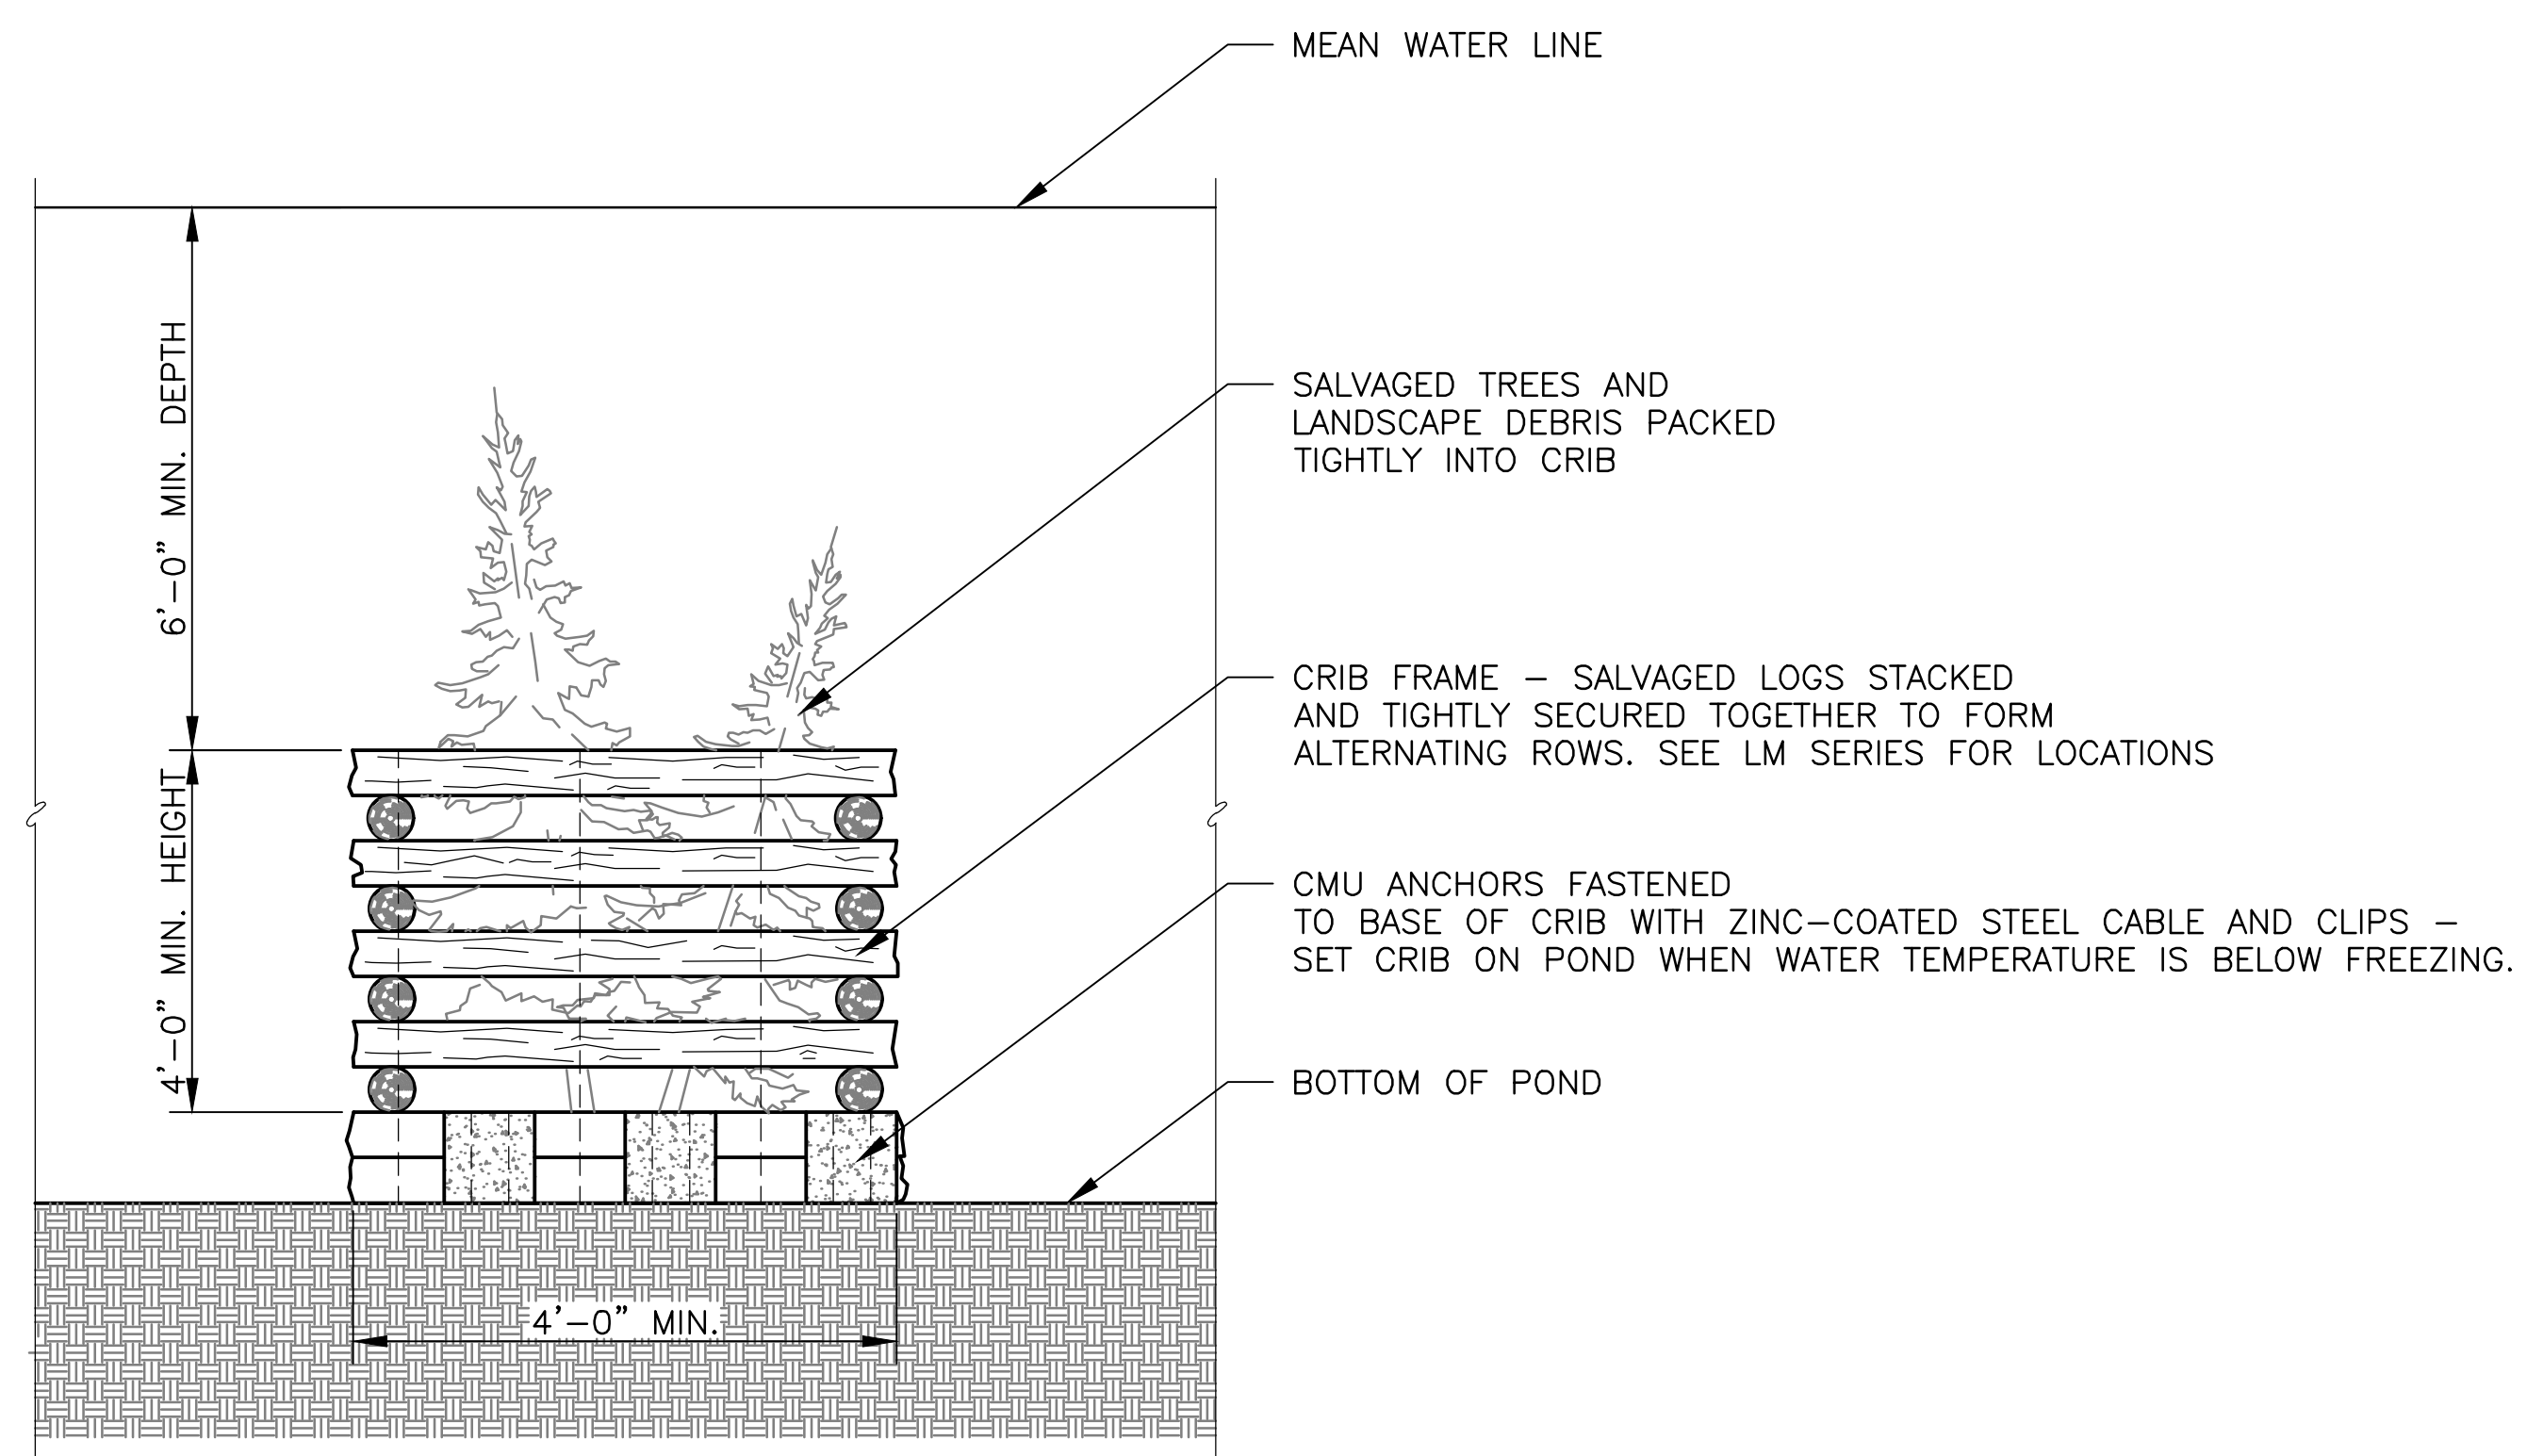 MEAN WATER LINE
6'-0" MIN. DEPTH
SALVAGED TREES AND
LANDSCAPE DEBRIS PACKED
TIGHTLY INTO CRIB
CRIB FRAME - SALVAGED LOGS STACKED
AND TIGHTLY SECURED TOGETHER TO FORM
ALTERNATING ROWS. SEE LM SERIES FOR LOCATIONS
4'-0" MIN. HEIGHT
CMU ANCHORS FASTENED
TO BASE OF CRIB WITH ZINC-COATED STEEL CABLE AND CLIPS -
SET CRIB ON POND WHEN WATER TEMPERATURE IS BELOW FREEZING.
BOTTOM OF POND
4'-0" MIN.